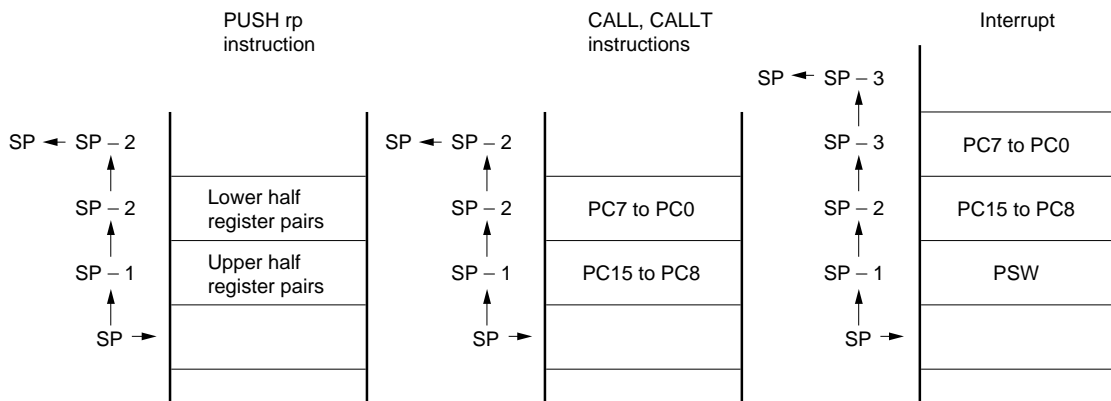 PUSH rp
instruction
SP SP – 2
SP – 2
SP – 1
SP
Lower half
register pairs
Upper half
register pairs
CALL, CALLT
instructions
SP SP – 2
SP – 2
SP – 1
SP
PC7 to PC0
PC15 to PC8
Interrupt
SP SP – 3
SP – 3
SP – 2
SP – 1
SP
PC7 to PC0
PC15 to PC8
PSW